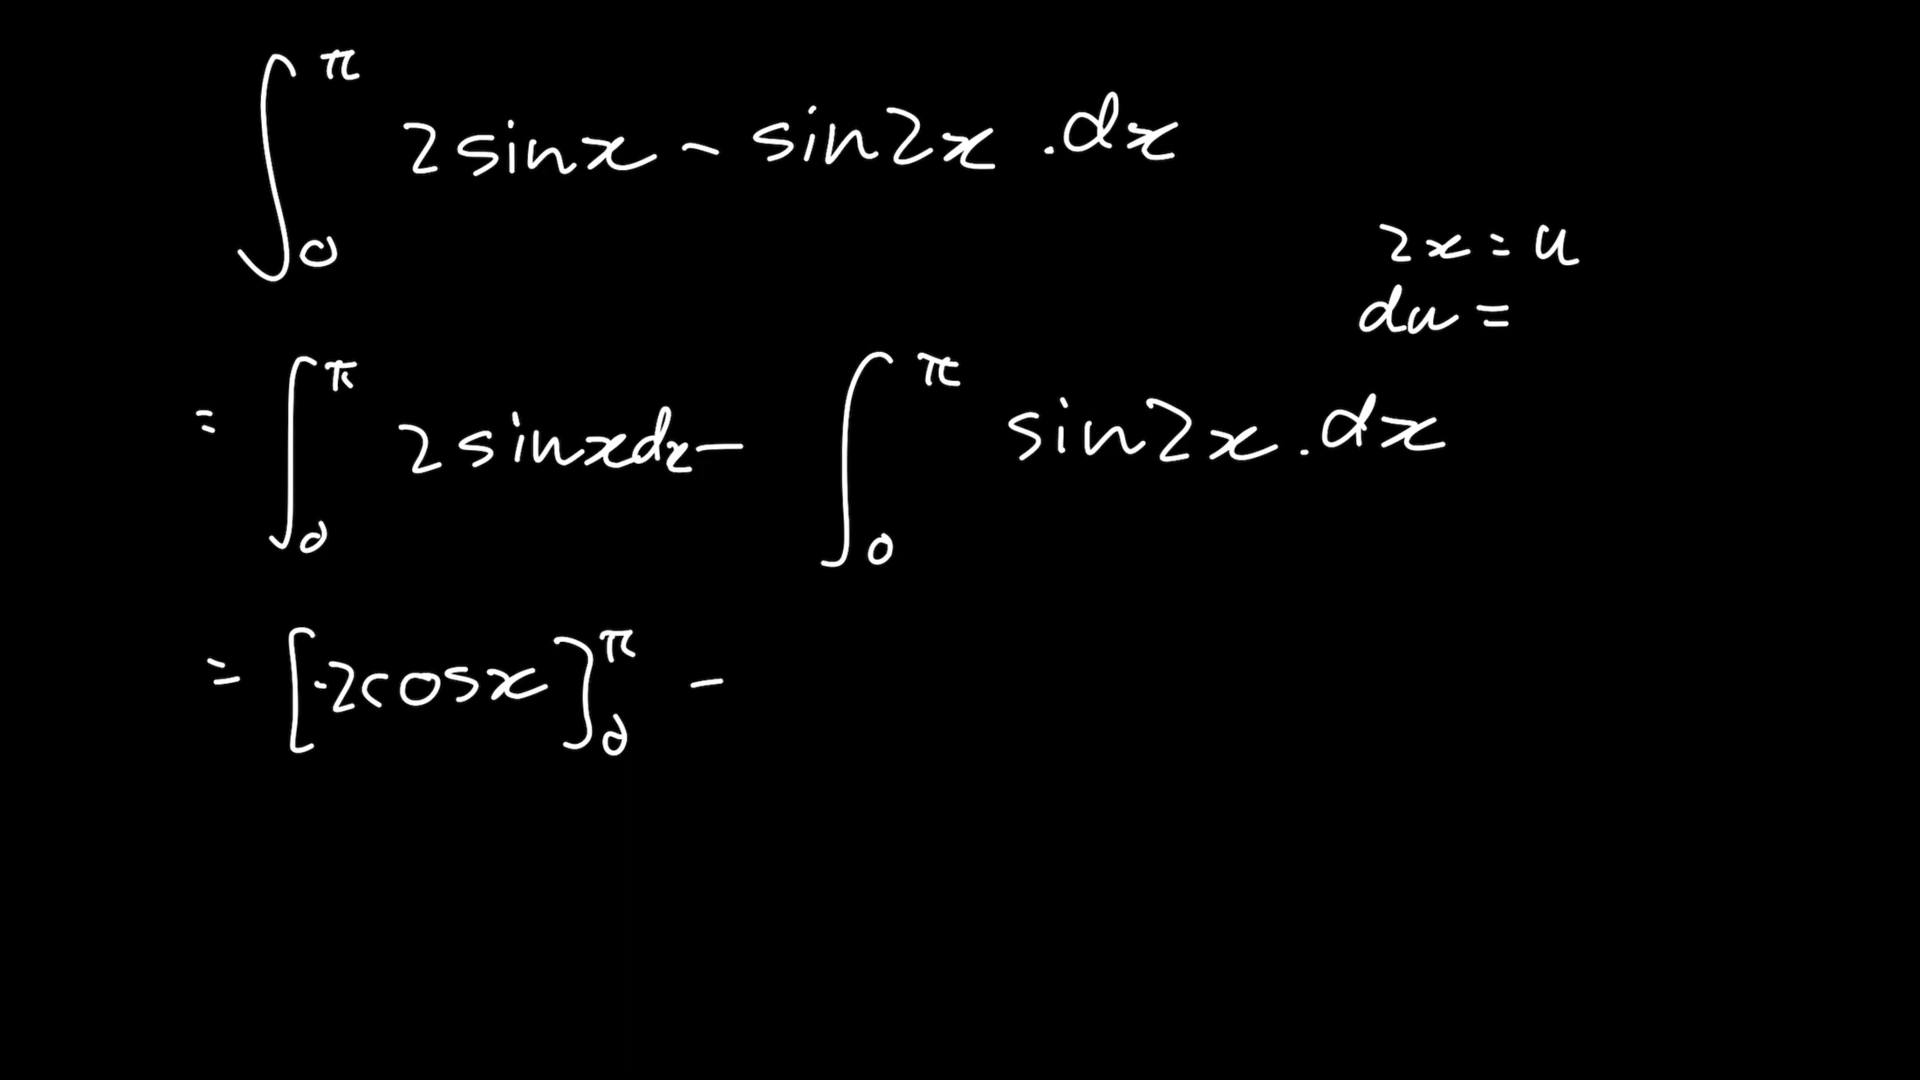 ∫₀^π 2sinx - sin2x .dx
2x = u
du =
= ∫₀^π 2sinxdx - ∫₀^π sin2x.dx
= [-2cosx]₀^π -